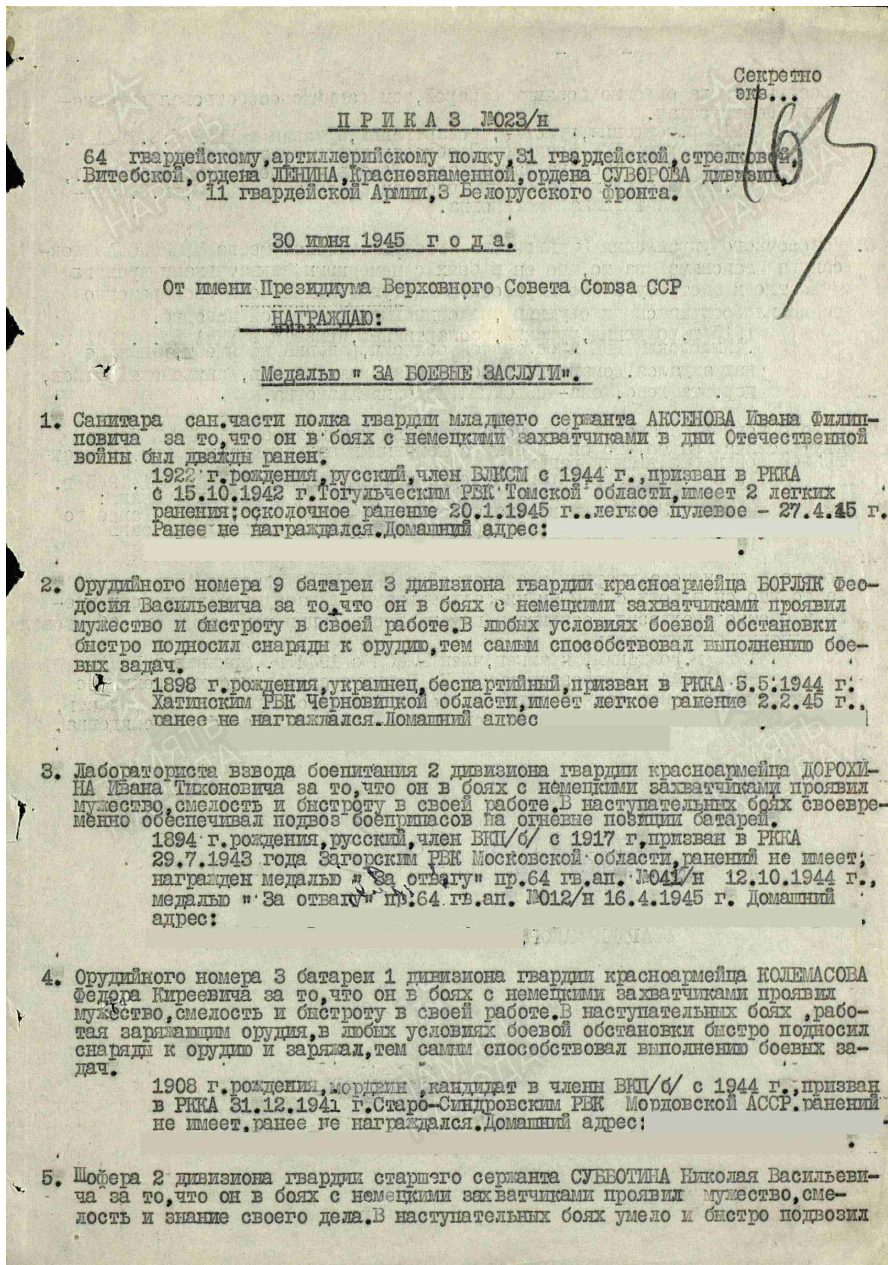 Секретно
экз...
163
П Р И К А З №023/н
64 гвардейскому,артиллерийскому полку,31 гвардейской,стрелковой,
Витебской,ордена ЛЕНИНА,Краснознаменной,ордена СУВОРОВА дивизии,
11 гвардейской Армии,3 Белорусского фронта.
30 июня 1945 г о д а.
От имени Президиума Верховного Совета Союза ССР
НАГРАЖДАЮ:
Медалью " ЗА БОЕВЫЕ ЗАСЛУГИ".
1. Санитара сан.части полка гвардии младшего сержанта АКСЕНОВА Ивана Филип-
повича за то,что он в боях с немецкими захватчиками в дни Отечественной
войны был дважды ранен.
1922 г.рождения,русский,член ВЛКСМ с 1944 г.,призван в РККА
с 15.10.1942 г.Тогульческим РВК Томской области,имеет 2 легких
ранения:осколочное ранение 20.1.1945 г..легкое пулевое - 27.4.45 г.
Ранее не награждался.Домашний адрес:
2. Орудийного номера 9 батареи 3 дивизиона гвардии красноармейца БОРЛЯК Фео-
досия Васильевича за то,что он в боях с немецкими захватчиками проявил
мужество и быстроту в своей работе.В любых условиях боевой обстановки
быстро подносил снаряды к орудию,тем самым способствовал выполнению бое-
вых задач.
1898 г.рождения,украинец,беспартийный,призван в РККА 5.5.1944 г.
Хатинским РВК Черновицкой области,имеет легкое ранение 2.2.45 г.,
ранее не награждался.Домашний адрес
3. Лабораториста взвода боепитания 2 дивизиона гвардии красноармейца ДОРОХИ-
НА Ивана Тихоновича за то,что он в боях с немецкими захватчиками проявил
мужество,смелость и быстроту в своей работе.В наступательных боях своевре-
менно обеспечивал подвоз боеприпасов на огневые позиции батарей.
1894 г.рождения,русский,член ВКП/б/ с 1917 г,призван в РККА
29.7.1943 года Загорским РВК Московской области,ранений не имеет;
награжден медалью " За отвагу" пр.64 гв.ап. №041/н 12.10.1944 г.,
медалью " За отвагу" пр.64 гв.ап. №012/н 16.4.1945 г. Домашний
адрес:
4. Орудийного номера 3 батареи 1 дивизиона гвардии красноармейца КОЛЕМАСОВА
Федора Киреевича за то,что он в боях с немецкими захватчиками проявил
мужество,смелость и быстроту в своей работе.В наступательных боях ,рабо-
тая заряжающим орудия,в любых условиях боевой обстановки быстро подносил
снаряды к орудию и заряжал,тем самым способствовал выполнению боевых за-
дач.
1908 г.рождения,мордвин ,кандидат в члены ВКП/б/ с 1944 г.,призван
в РККА 31.12.1941 г.Старо-Синдровским РВК Мордовской АССР.ранений
не имеет.ранее не награждался.Домашний адрес:
5. Шофера 2 дивизиона гвардии старшего сержанта СУББОТИНА Николая Васильеви-
ча за то,что он в боях с немецкими захватчиками проявил мужество,сме-
лость и знание своего дела.В наступательных боях умело и быстро подвозил